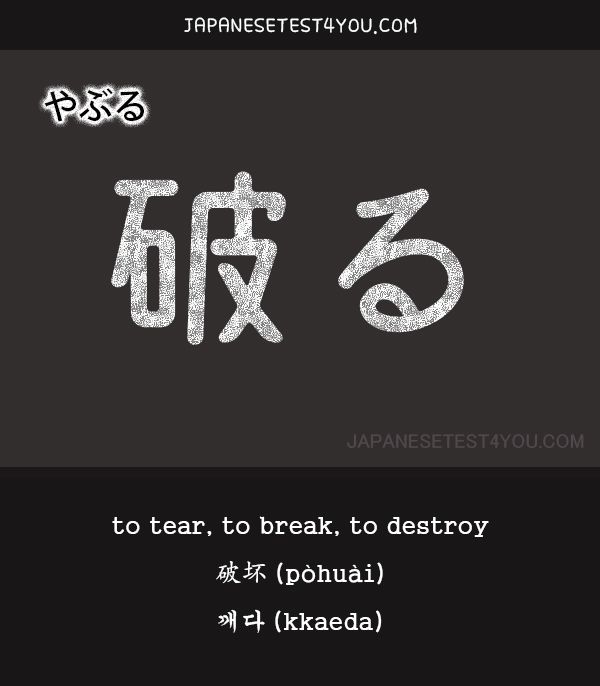 JAPANESETEST4YOU.COM
やぶる
破る
JAPANESETEST4YOU.COM
to tear, to break, to destroy
破坏 (pòhuài)
깨다 (kkaeda)